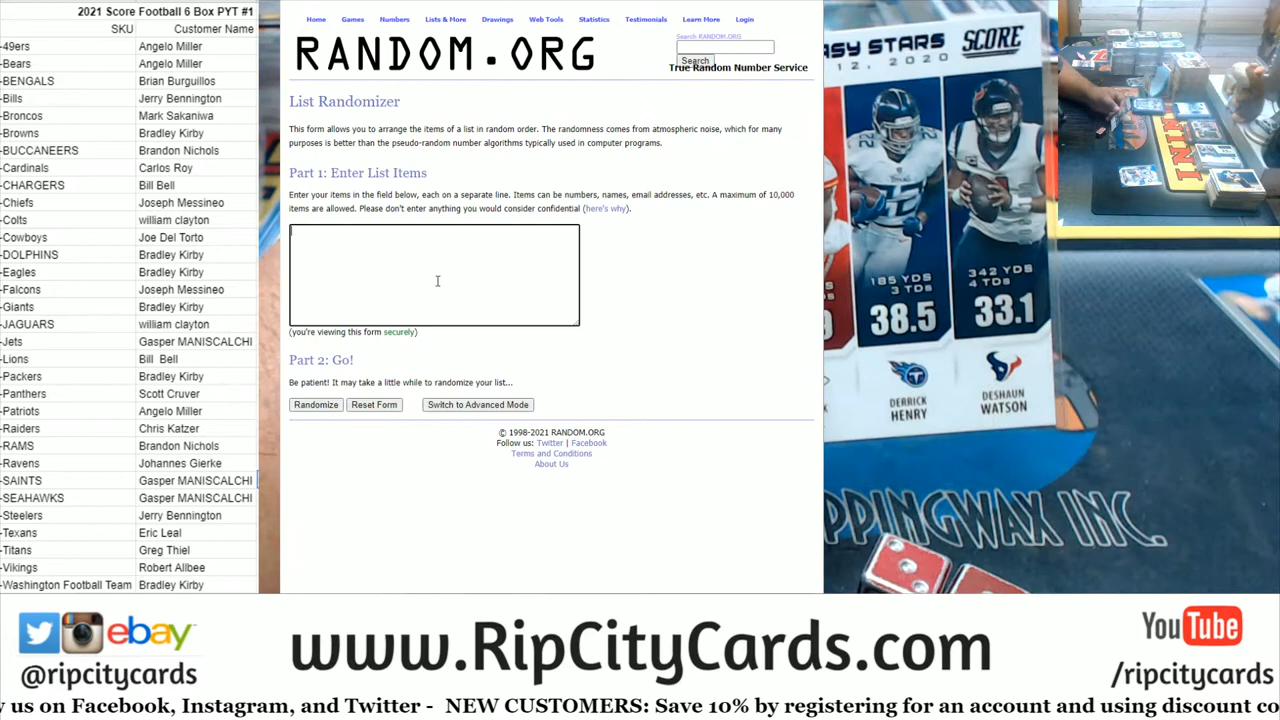 2021 Score Football 6 Box PYT #1
SKU Customer Name
-49ers Angelo Miller
-Bears Angelo Miller
-BENGALS Brian Burguillos
-Bills Jerry Bennington
-Broncos Mark Sakaniwa
-Browns Bradley Kirby
-BUCCANEERS Brandon Nichols
-Cardinals Carlos Roy
-CHARGERS Bill Bell
-Chiefs Joseph Messineo
-Colts william clayton
-Cowboys Joe Del Torto
-DOLPHINS Bradley Kirby
-Eagles Bradley Kirby
-Falcons Joseph Messineo
-Giants Bradley Kirby
-JAGUARS william clayton
-Jets Gasper MANISCALCHI
-Lions Bill Bell
-Packers Bradley Kirby
-Panthers Scott Cruver
-Patriots Angelo Miller
-Raiders Chris Katzer
-RAMS Brandon Nichols
-Ravens Johannes Gierke
-SAINTS Gasper MANISCALCHI
-SEAHAWKS Gasper MANISCALCHI
-Steelers Jerry Bennington
-Texans Eric Leal
-Titans Greg Thiel
-Vikings Robert Allbee
-Washington Football Team Bradley Kirby
Home Games Numbers Lists & More Drawings Web Tools Statistics Testimonials Learn More Login
RANDOM.ORG
Search RANDOM.ORG
Search
True Random Number Service
List Randomizer
This form allows you to arrange the items of a list in random order. The randomness comes from atmospheric noise, which for many
purposes is better than the pseudo-random number algorithms typically used in computer programs.
Part 1: Enter List Items
Enter your items in the field below, each on a separate line. Items can be numbers, names, email addresses, etc. A maximum of 10,000
items are allowed. Please don't enter anything you would consider confidential (here's why).
(you're viewing this form securely)
Part 2: Go!
Be patient! It may take a little while to randomize your list...
Randomize Reset Form Switch to Advanced Mode
© 1998-2021 RANDOM.ORG
Follow us: Twitter | Facebook
Terms and Conditions
About Us
ASY STARS SCORE
2, 2020
185 YDS
3 TDS
38.5
342 YDS
4 TDS
33.1
DERRICK
HENRY
DESHAUN
WATSON
PPINGWAX INC.
ebay
@ripcitycards
www.RipCityCards.com
YouTube
/ripcitycards
y us on Facebook, Instagram, and Twitter - NEW CUSTOMERS: Save 10% by registering for an account and using discount co